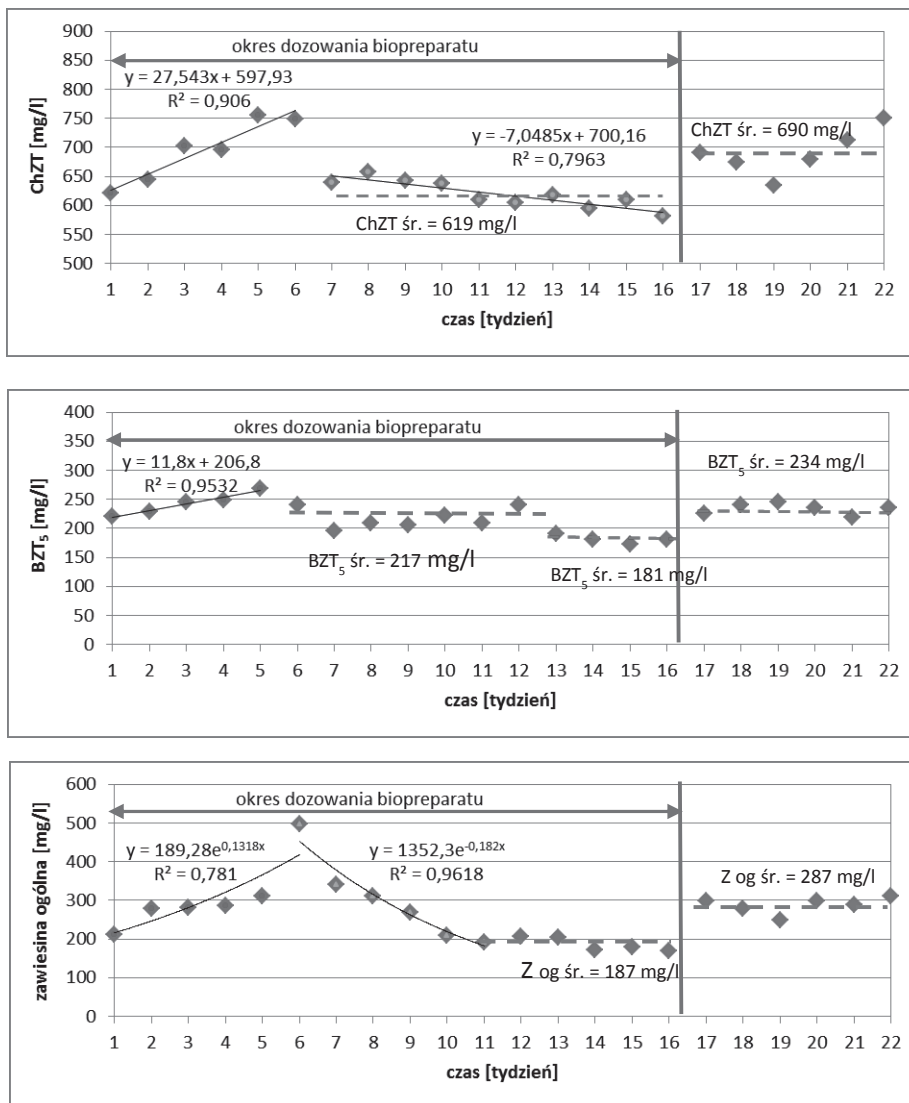 900
850
800
750
700
650
600
550
500
ChZT [mg/l]
okres dozowania biopreparatu
y = 27,543x + 597,93
R² = 0,906
y = -7,0485x + 700,16
R² = 0,7963
ChZT śr. = 690 mg/l
ChZT śr. = 619 mg/l
1 2 3 4 5 6 7 8 9 10 11 12 13 14 15 16 17 18 19 20 21 22
czas [tydzień]
400
350
300
250
200
150
100
50
0
BZT₅ [mg/l]
okres dozowania biopreparatu
y = 11,8x + 206,8
R² = 0,9532
BZT₅ śr. = 234 mg/l
BZT₅ śr. = 217 mg/l
BZT₅ śr. = 181 mg/l
1 2 3 4 5 6 7 8 9 10 11 12 13 14 15 16 17 18 19 20 21 22
czas [tydzień]
600
500
400
300
200
100
0
zawiesina ogólna [mg/l]
okres dozowania biopreparatu
y = 189,28e^0,1318x
R² = 0,781
y = 1352,3e^-0,182x
R² = 0,9618
Z og śr. = 287 mg/l
Z og śr. = 187 mg/l
1 2 3 4 5 6 7 8 9 10 11 12 13 14 15 16 17 18 19 20 21 22
czas [tydzień]